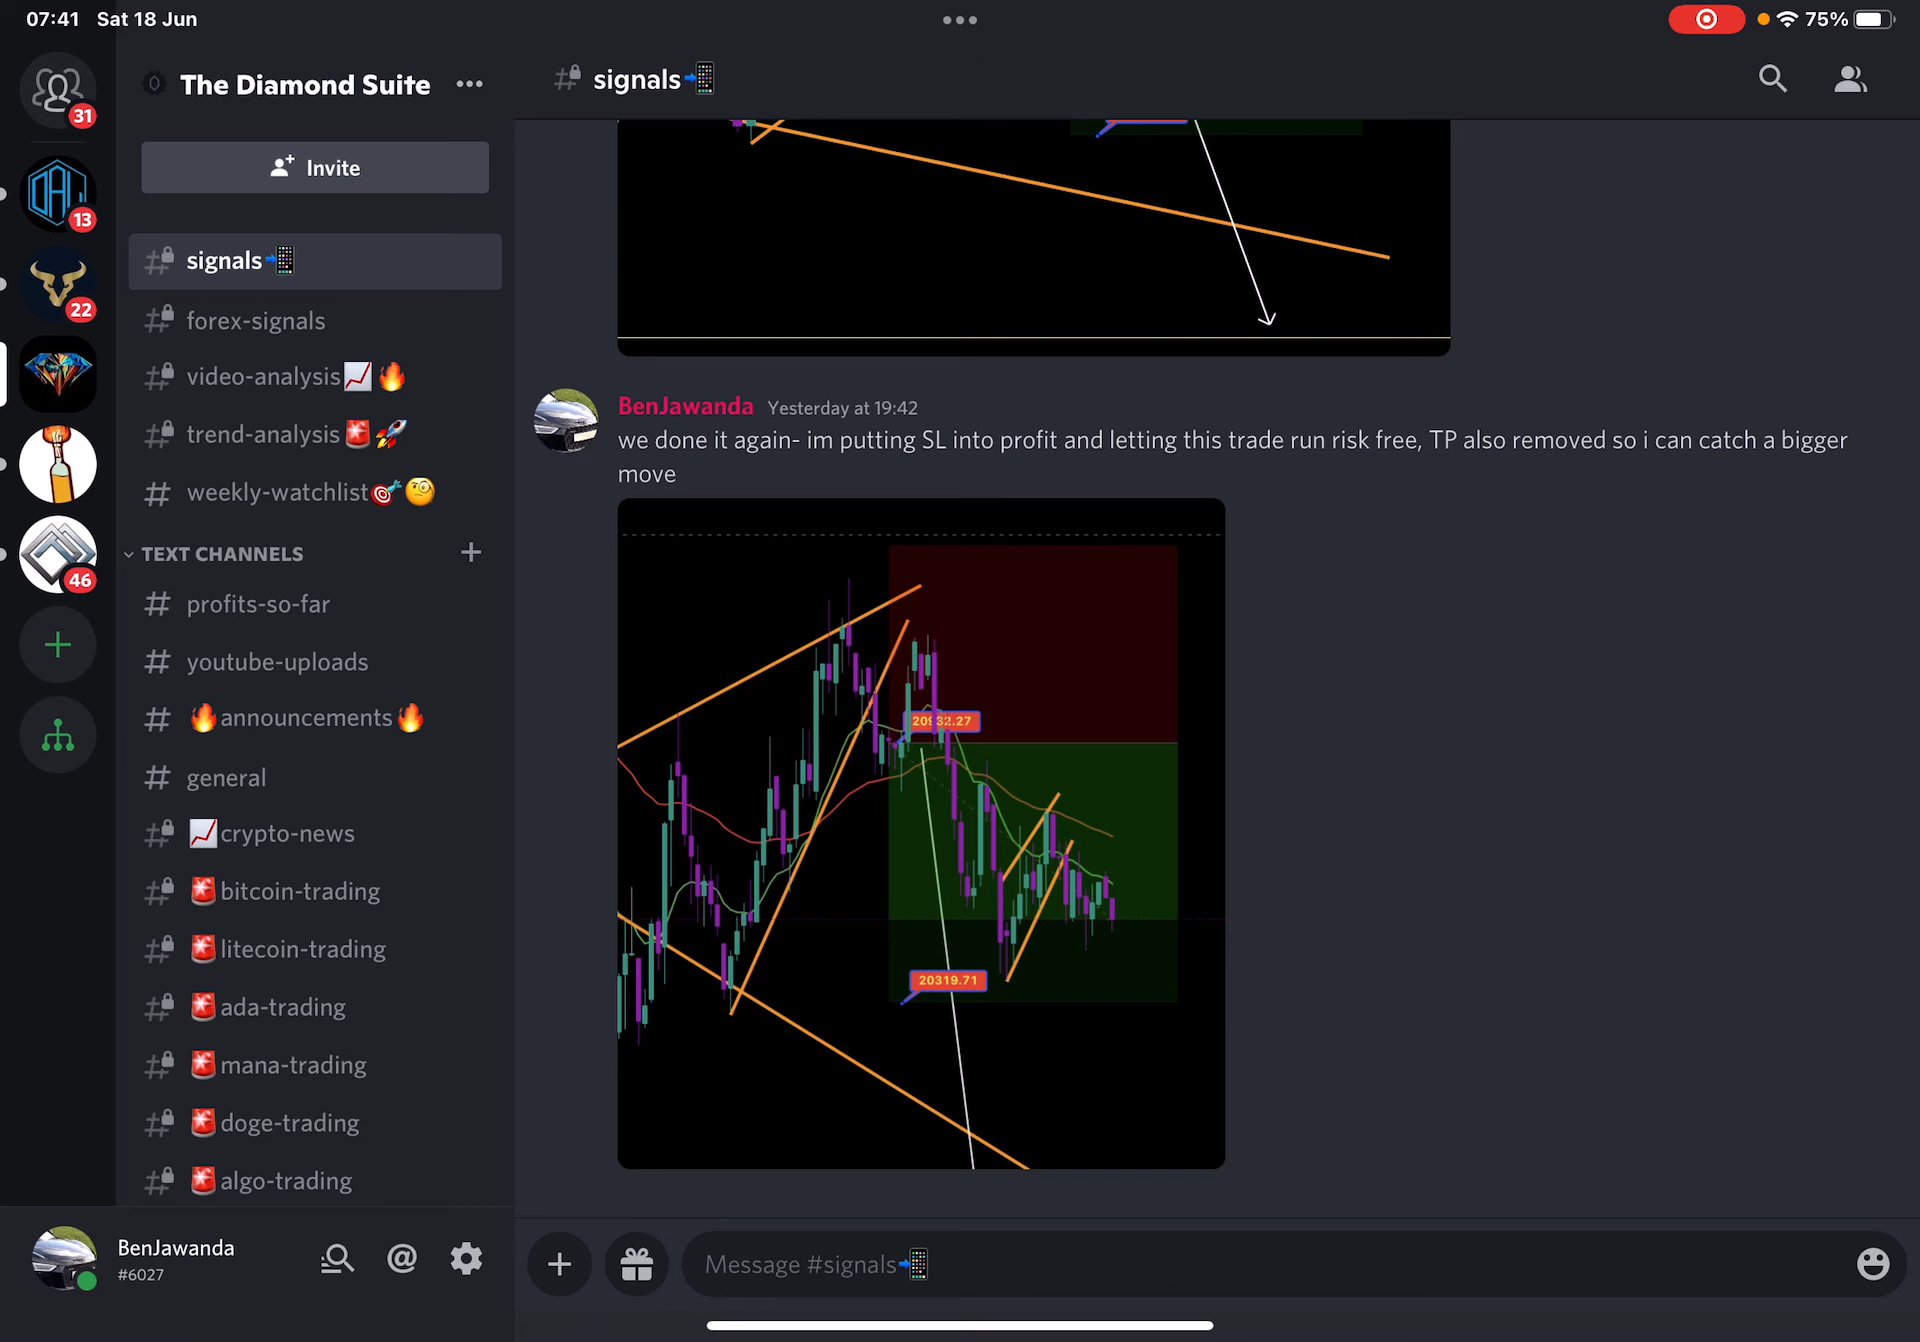 07:41 Sat 18 Jun
75%
31
13
22
46
The Diamond Suite
Invite
signals
forex-signals
video-analysis
trend-analysis
weekly-watchlist
TEXT CHANNELS
profits-so-far
youtube-uploads
announcements
general
crypto-news
bitcoin-trading
litecoin-trading
ada-trading
mana-trading
doge-trading
algo-trading
BenJawanda
#6027
signals
BenJawanda Yesterday at 19:42
we done it again- im putting SL into profit and letting this trade run risk free, TP also removed so i can catch a bigger
move
20932.27
20319.71
Message #signals